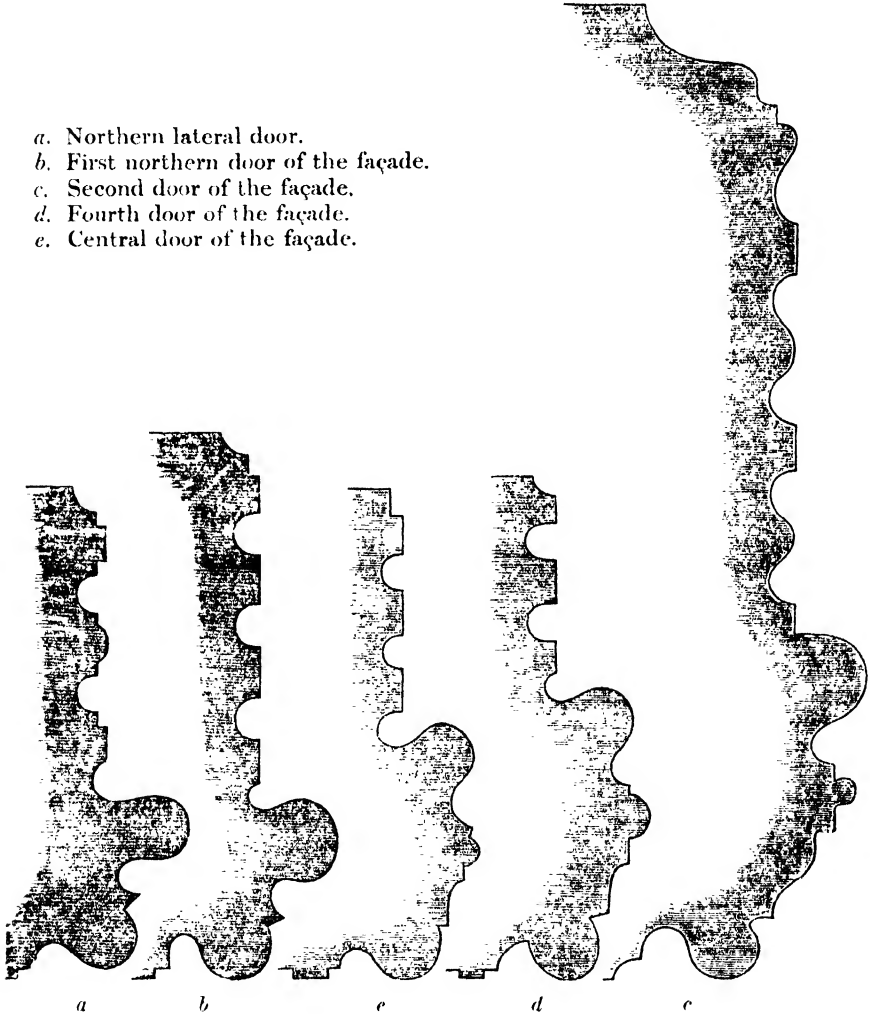 a. Northern lateral door.
b. First northern door of the façade.
c. Second door of the façade.
d. Fourth door of the façade.
e. Central door of the façade.
a b c d e